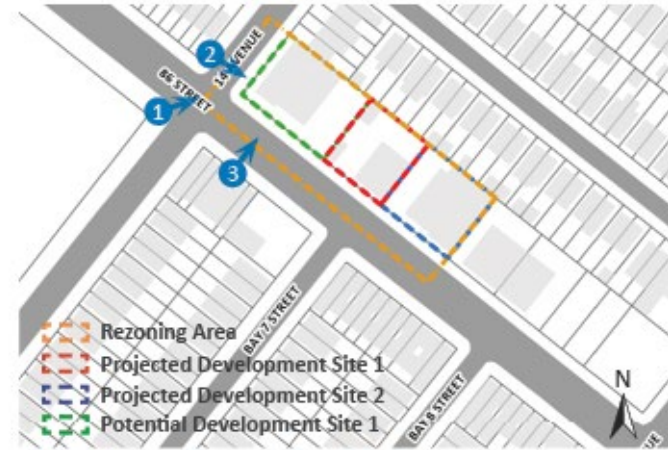 2
14 AVENUE
86 STREET
1
3
BAY 7 STREET
BAY 8 STREET
Rezoning Area
Projected Development Site 1
Projected Development Site 2
Potential Development Site 1
N